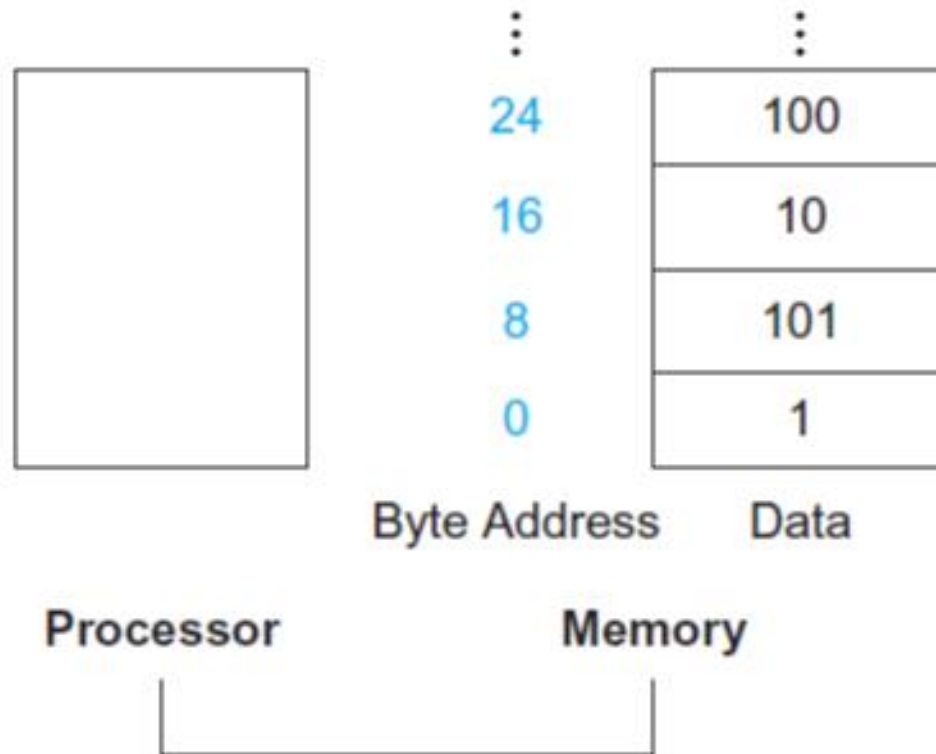 24 100
16 10
8 101
0 1
Byte Address Data
Processor Memory